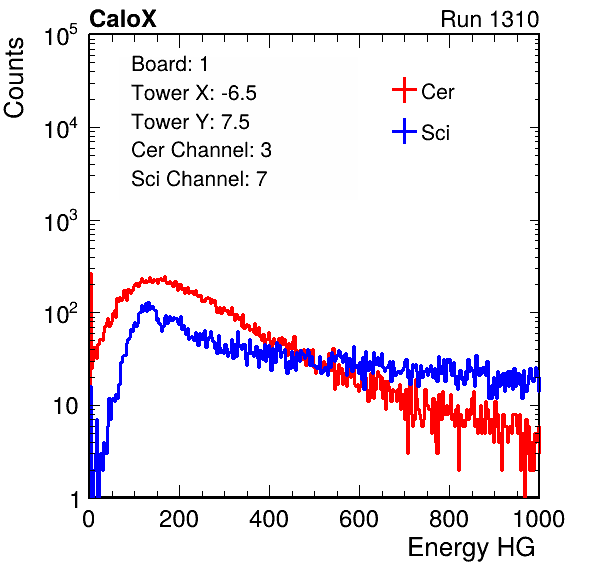 CaloX Run 1310
Counts
10^5
10^4
10^3
10^2
10
1
Board: 1
Tower X: -6.5
Tower Y: 7.5
Cer Channel: 3
Sci Channel: 7
Cer
Sci
0 200 400 600 800 1000
Energy HG